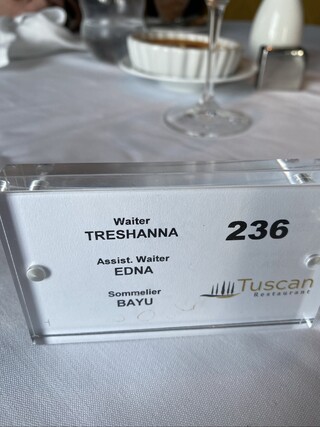 Waiter
TRESHANNA
236
Assist. Waiter
EDNA
Sommelier
BAYU
Tuscan
Restaurant